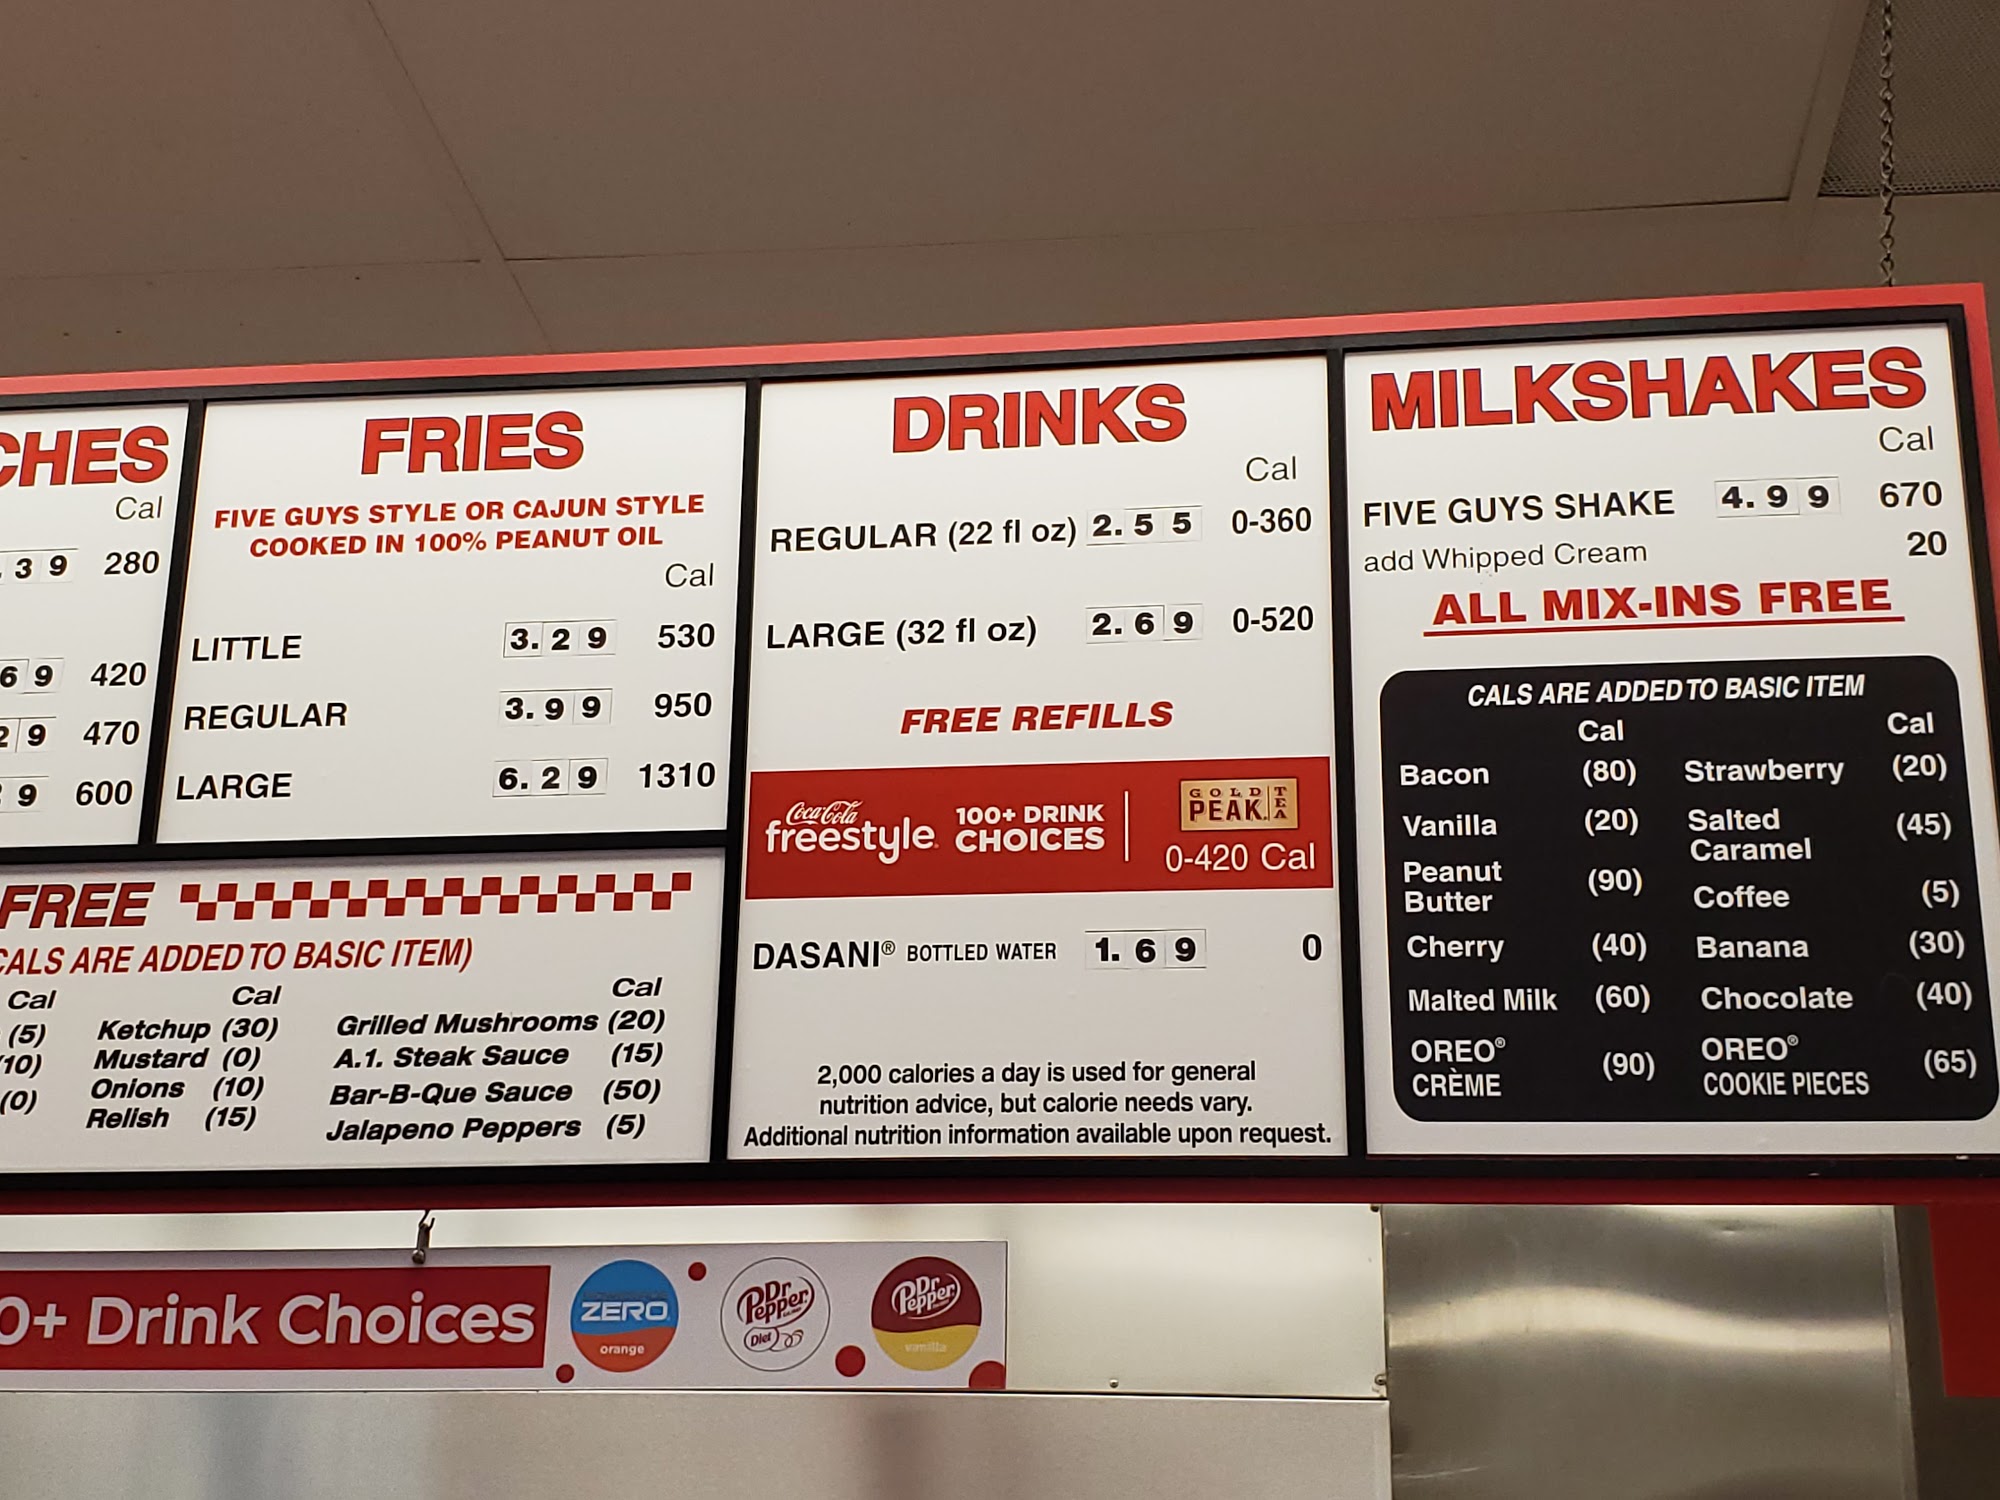 CHES
Cal
.39 280
69 420
29 470
9 600
FRIES
FIVE GUYS STYLE OR CAJUN STYLE
COOKED IN 100% PEANUT OIL
Cal
LITTLE 3.29 530
REGULAR 3.99 950
LARGE 6.29 1310
FREE
CALS ARE ADDED TO BASIC ITEM)
Cal Cal Cal
(5) Ketchup (30) Grilled Mushrooms (20)
(10) Mustard (0) A.1. Steak Sauce (15)
(0) Onions (10) Bar-B-Que Sauce (50)
Relish (15) Jalapeno Peppers (5)
DRINKS
Cal
REGULAR (22 fl oz) 2.55 0-360
LARGE (32 fl oz) 2.69 0-520
FREE REFILLS
Coca-Cola
freestyle 100+ DRINK
CHOICES
GOLD PEAK TEA
0-420 Cal
DASANI® BOTTLED WATER 1.69 0
2,000 calories a day is used for general
nutrition advice, but calorie needs vary.
Additional nutrition information available upon request.
MILKSHAKES
Cal
FIVE GUYS SHAKE 4.99 670
add Whipped Cream 20
ALL MIX-INS FREE
CALS ARE ADDED TO BASIC ITEM
Cal Cal
Bacon (80) Strawberry (20)
Vanilla (20) Salted
Caramel (45)
Peanut
Butter (90) Coffee (5)
Cherry (40) Banana (30)
Malted Milk (60) Chocolate (40)
OREO®
CRÈME (90) OREO®
COOKIE PIECES (65)
0+ Drink Choices
ZERO
orange
Dr Pepper
Diet
Dr Pepper
vanilla